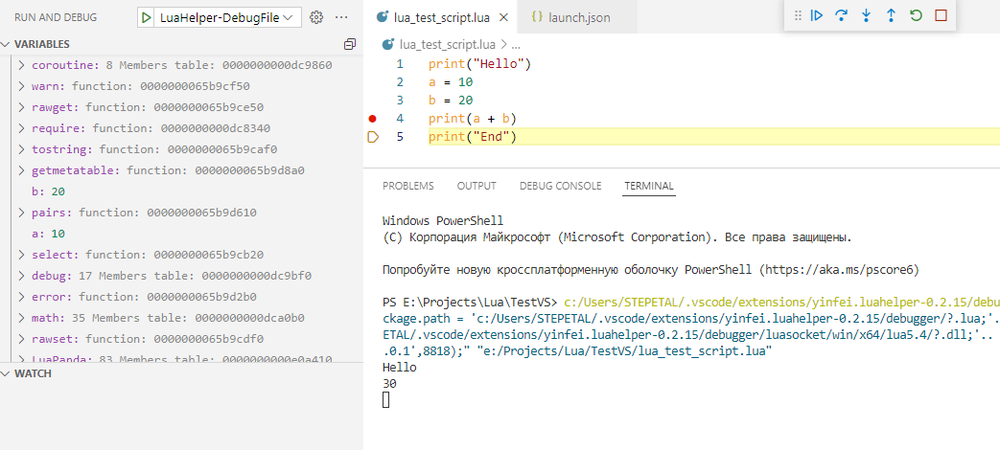 RUN AND DEBUG
LuaHelper-DebugFile
VARIABLES
coroutine: 8 Members table: 0000000000dc9860
warn: function: 0000000065b9cf50
rawget: function: 0000000065b9ce50
require: function: 0000000000dc8340
tostring: function: 0000000065b9caf0
getmetatable: function: 0000000065b9d8a0
b: 20
pairs: function: 0000000065b9d610
a: 10
select: function: 0000000065b9cb20
debug: 17 Members table: 0000000000dc9bf0
error: function: 0000000065b9d2b0
math: 35 Members table: 0000000000dca0b0
rawset: function: 0000000065b9cdf0
LuaPanda: 83 Members table: 0000000000e0a410
WATCH
lua_test_script.lua
{} launch.json
lua_test_script.lua > ...
1 print("Hello")
2 a = 10
3 b = 20
4 print(a + b)
5 print("End")
PROBLEMS OUTPUT DEBUG CONSOLE TERMINAL
Windows PowerShell
(C) Корпорация Майкрософт (Microsoft Corporation). Все права защищены.
Попробуйте новую кроссплатформенную оболочку PowerShell (https://aka.ms/pscore6)
PS E:\Projects\Lua\TestVS> c:/Users/STEPETAL/.vscode/extensions/yinfei.luahelper-0.2.15/debu
ckage.path = 'c:/Users/STEPETAL/.vscode/extensions/yinfei.luahelper-0.2.15/debugger/?.lua;'.
ETAL/.vscode/extensions/yinfei.luahelper-0.2.15/debugger/luasocket/win/x64/lua5.4/?.dll;'..
.0.1',8818);" "e:/Projects/Lua/TestVS/lua_test_script.lua"
Hello
30